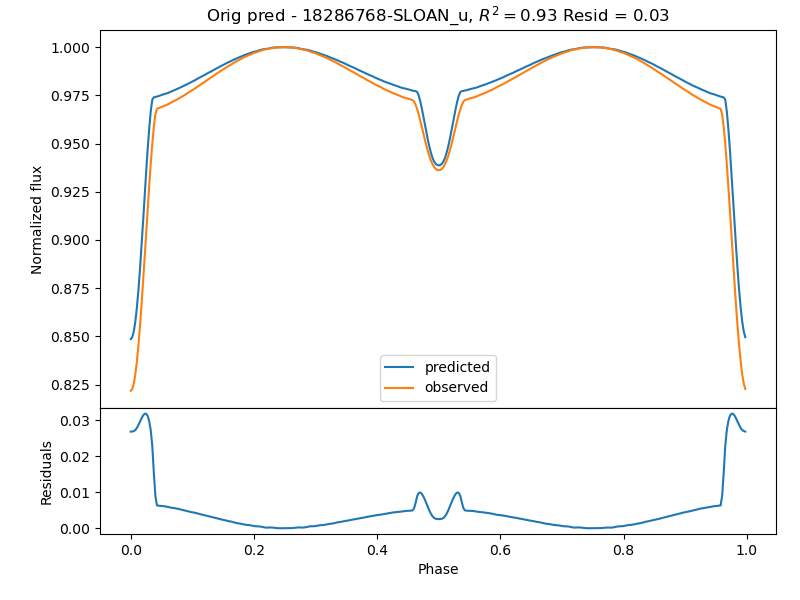 Orig pred - 18286768-SLOAN_u, R² = 0.93 Resid = 0.03
1.000
0.975
0.950
0.925
0.900
0.875
0.850
0.825
Normalized flux
predicted
observed
0.03
0.02
0.01
0.00
Residuals
0.0 0.2 0.4 0.6 0.8 1.0
Phase